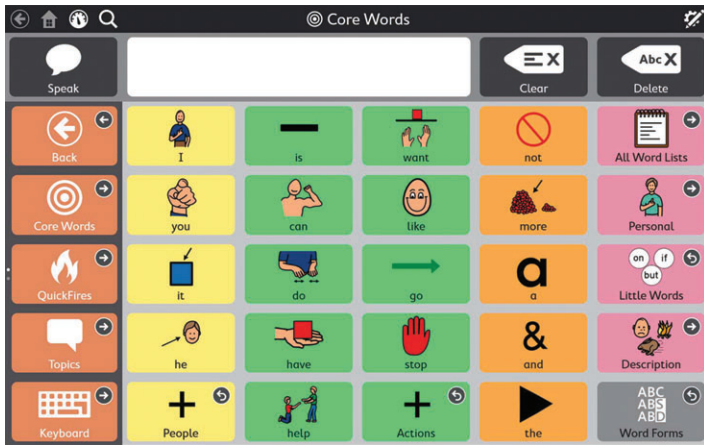 Core Words
Speak
Clear
Abc X
Delete
Back
I
is
want
not
All Word Lists
Core Words
you
can
like
more
Personal
QuickFires
it
do
go
a
a
on if
but
Little Words
Topics
he
have
stop
&
and
Description
Keyboard
People
help
Actions
the
ABC
ABS
ABD
Word Forms